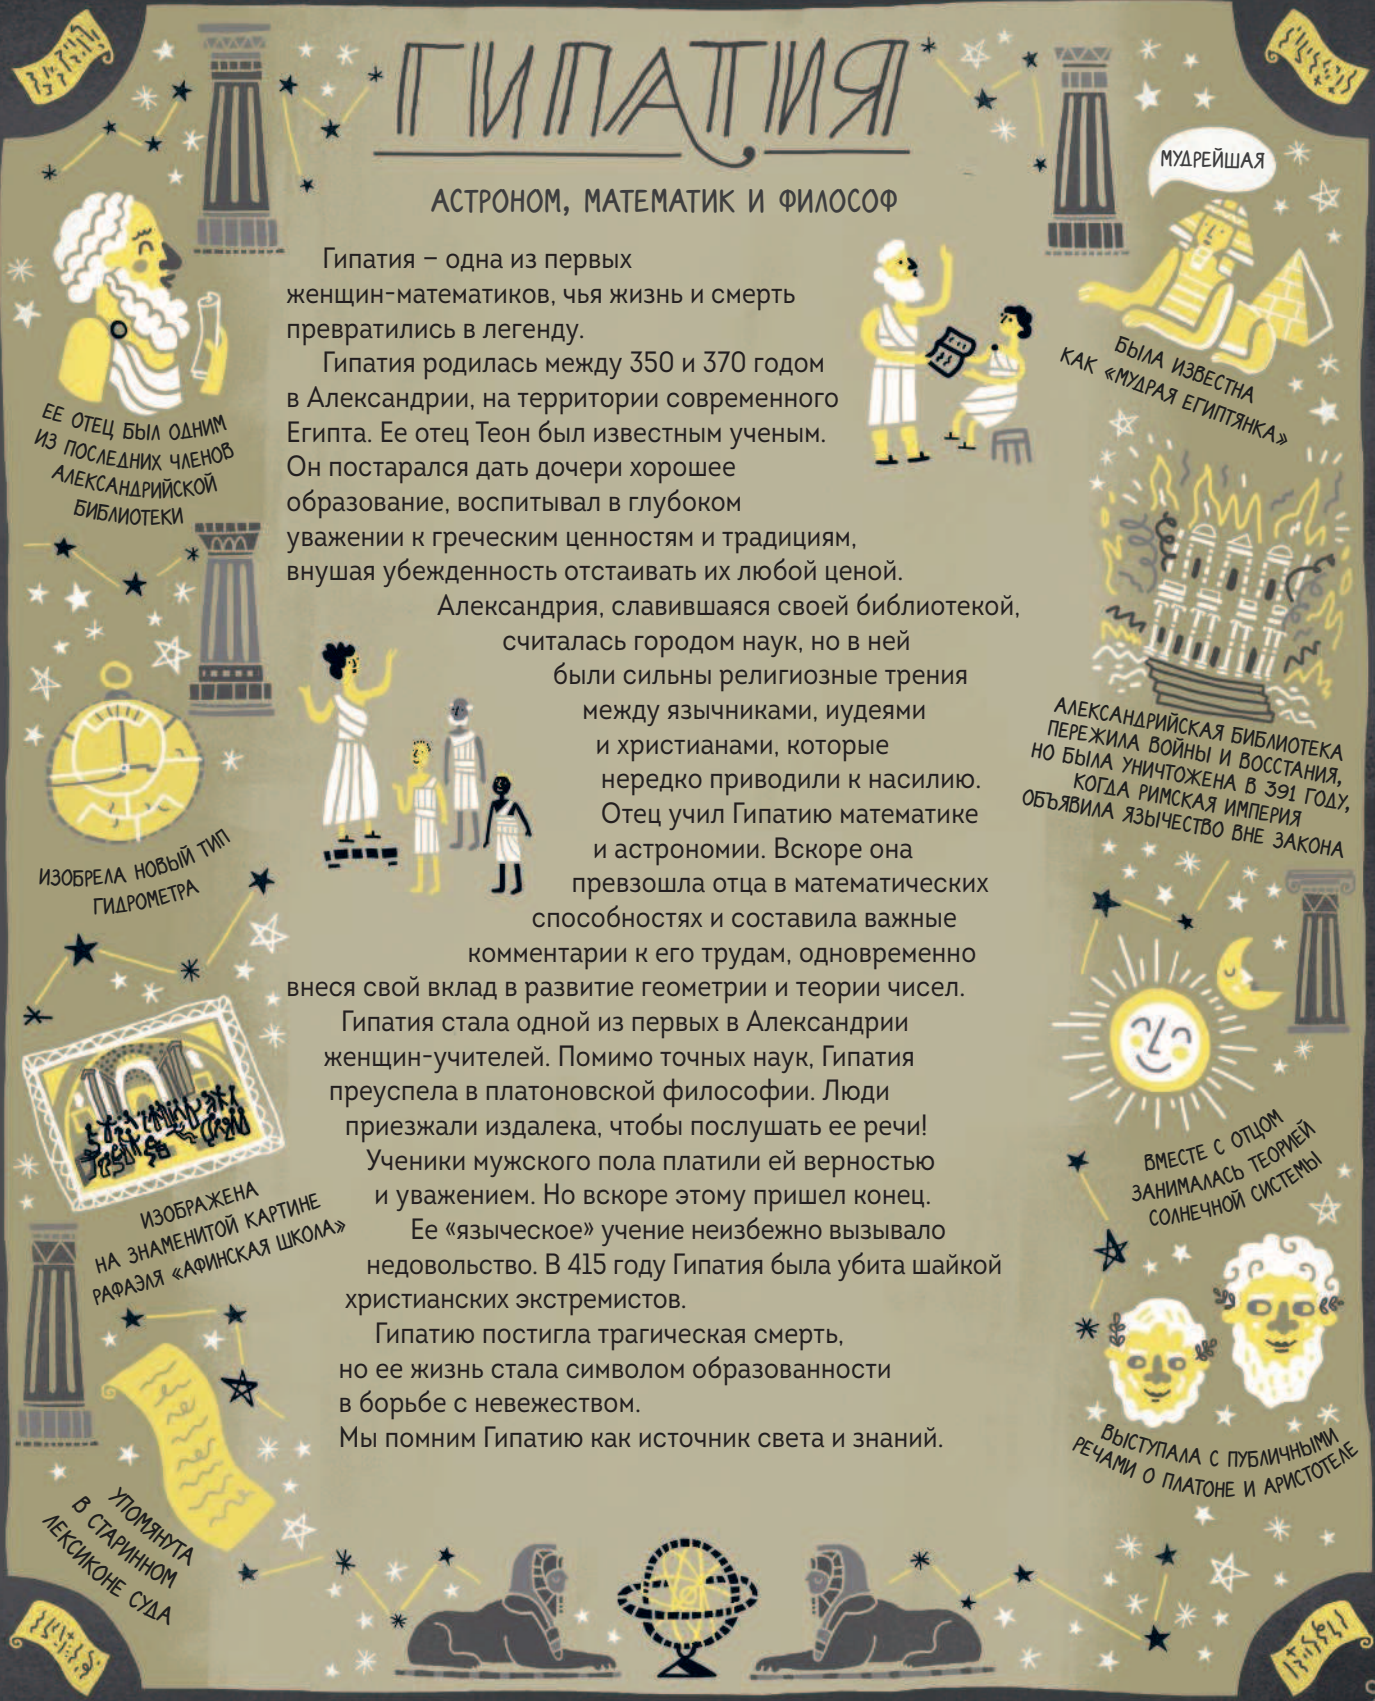 ГИПАТИЯ
АСТРОНОМ, МАТЕМАТИК И ФИЛОСОФ
Гипатия – одна из первых
женщин-математиков, чья жизнь и смерть
превратились в легенду.
Гипатия родилась между 350 и 370 годом
в Александрии, на территории современного
Египта. Ее отец Теон был известным ученым.
Он постарался дать дочери хорошее
образование, воспитывал в глубоком
уважении к греческим ценностям и традициям,
внушая убежденность отстаивать их любой ценой.
Александрия, славившаяся своей библиотекой,
считалась городом наук, но в ней
были сильны религиозные трения
между язычниками, иудеями
и христианами, которые
нередко приводили к насилию.
Отец учил Гипатию математике
и астрономии. Вскоре она
превзошла отца в математических
способностях и составила важные
комментарии к его трудам, одновременно
внеся свой вклад в развитие геометрии и теории чисел.
Гипатия стала одной из первых в Александрии
женщин-учителей. Помимо точных наук, Гипатия
преуспела в платоновской философии. Люди
приезжали издалека, чтобы послушать ее речи!
Ученики мужского пола платили ей верностью
и уважением. Но вскоре этому пришел конец.
Ее «языческое» учение неизбежно вызывало
недовольство. В 415 году Гипатия была убита шайкой
христианских экстремистов.
Гипатию постигла трагическая смерть,
но ее жизнь стала символом образованности
в борьбе с невежеством.
Мы помним Гипатию как источник света и знаний.
ЕЕ ОТЕЦ БЫЛ ОДНИМ
ИЗ ПОСЛЕДНИХ ЧЛЕНОВ
АЛЕКСАНДРИЙСКОЙ
БИБЛИОТЕКИ
ИЗОБРЕЛА НОВЫЙ ТИП
ГИДРОМЕТРА
ИЗОБРАЖЕНА
НА ЗНАМЕНИТОЙ КАРТИНЕ
РАФАЭЛЯ «АФИНСКАЯ ШКОЛА»
УПОМЯНУТА
В СТАРИННОМ
ЛЕКСИКОНЕ СУДА
МУДРЕЙШАЯ
БЫЛА ИЗВЕСТНА
КАК «МУДРАЯ ЕГИПТЯНКА»
АЛЕКСАНДРИЙСКАЯ БИБЛИОТЕКА
ПЕРЕЖИЛА ВОЙНЫ И ВОССТАНИЯ,
НО БЫЛА УНИЧТОЖЕНА В 391 ГОДУ,
КОГДА РИМСКАЯ ИМПЕРИЯ
ОБЪЯВИЛА ЯЗЫЧЕСТВО ВНЕ ЗАКОНА
ВМЕСТЕ С ОТЦОМ
ЗАНИМАЛАСЬ ТЕОРИЕЙ
СОЛНЕЧНОЙ СИСТЕМЫ
ВЫСТУПАЛА С ПУБЛИЧНЫМИ
РЕЧАМИ О ПЛАТОНЕ И АРИСТОТЕЛЕ